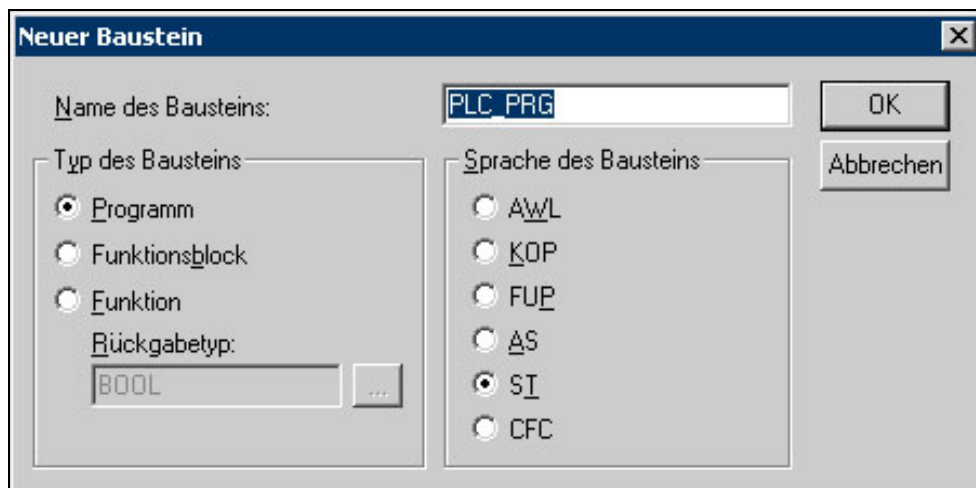 Neuer Baustein
Name des Bausteins:
PLC_PRG
OK
Abbrechen
Typ des Bausteins
Programm
Funktionsblock
Funktion
Rückgabetyp:
BOOL
...
Sprache des Bausteins
AWL
KOP
FUP
AS
ST
CFC